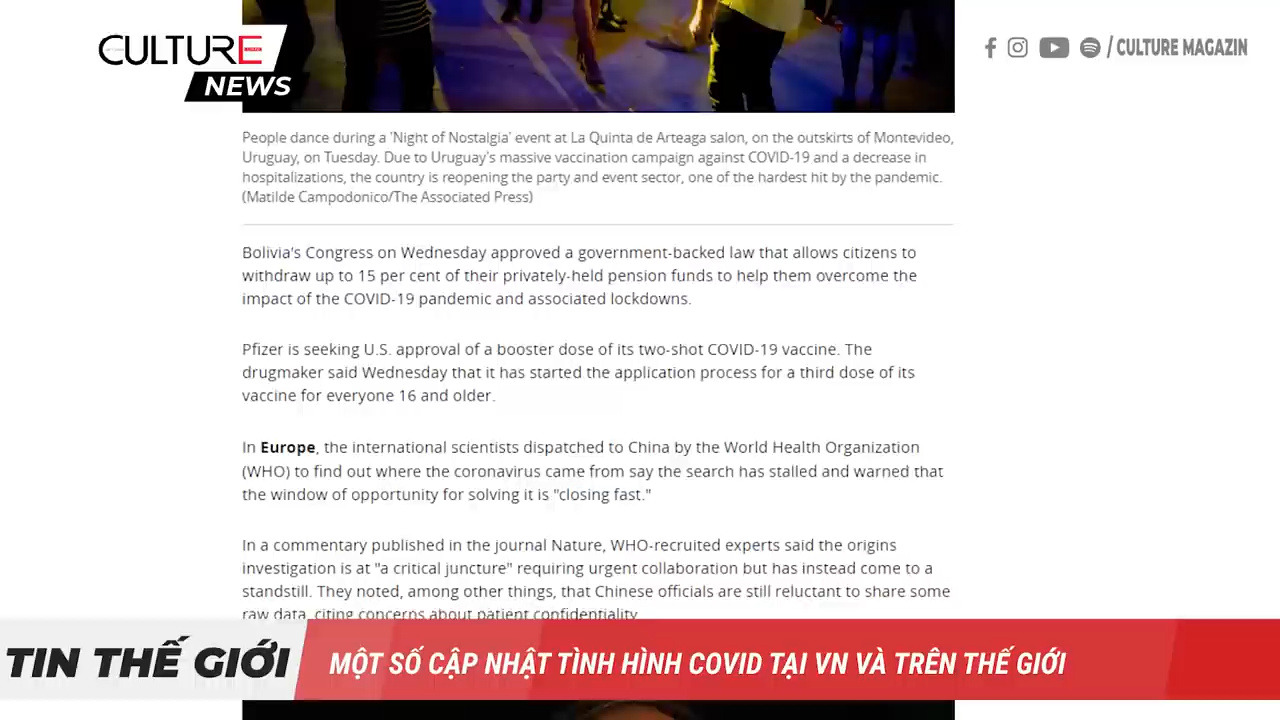 CULTURE
NEWS
/ CULTURE MAGAZIN
People dance during a 'Night of Nostalgia' event at La Quinta de Arteaga salon, on the outskirts of Montevideo,
Uruguay, on Tuesday. Due to Uruguay's massive vaccination campaign against COVID-19 and a decrease in
hospitalizations, the country is reopening the party and event sector, one of the hardest hit by the pandemic.
(Matilde Campodonico/The Associated Press)
Bolivia's Congress on Wednesday approved a government-backed law that allows citizens to
withdraw up to 15 per cent of their privately-held pension funds to help them overcome the
impact of the COVID-19 pandemic and associated lockdowns.
Pfizer is seeking U.S. approval of a booster dose of its two-shot COVID-19 vaccine. The
drugmaker said Wednesday that it has started the application process for a third dose of its
vaccine for everyone 16 and older.
In Europe, the international scientists dispatched to China by the World Health Organization
(WHO) to find out where the coronavirus came from say the search has stalled and warned that
the window of opportunity for solving it is "closing fast."
In a commentary published in the journal Nature, WHO-recruited experts said the origins
investigation is at "a critical juncture" requiring urgent collaboration but has instead come to a
standstill. They noted, among other things, that Chinese officials are still reluctant to share some
raw data, citing concerns about patient confidentiality.
TIN THẾ GIỚI
MỘT SỐ CẬP NHẬT TÌNH HÌNH COVID TẠI VN VÀ TRÊN THẾ GIỚI